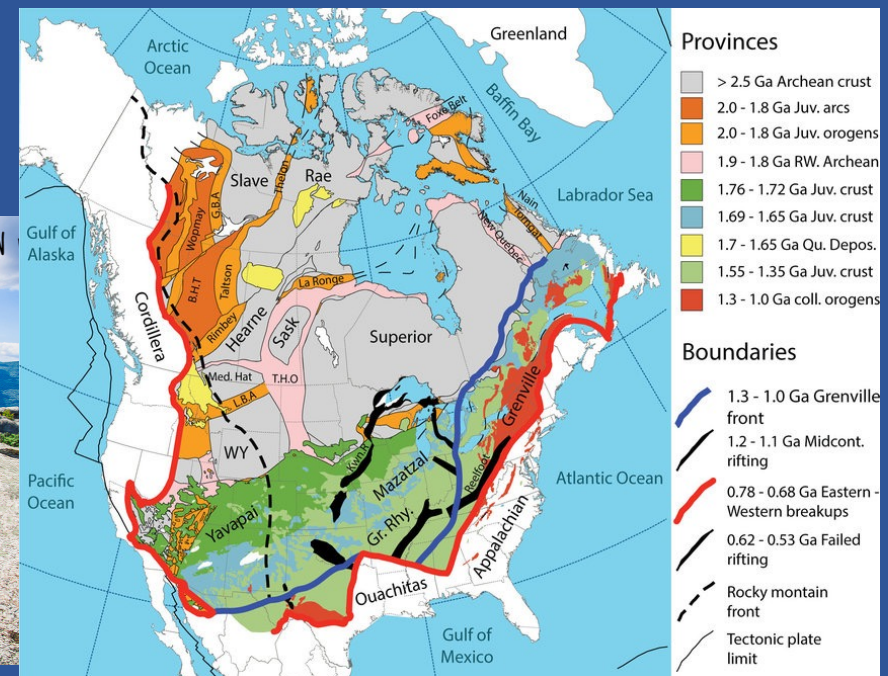 Greenland
Arctic
Ocean
Baffin Bay
Foxe Belt
Labrador Sea
Gulf of
Alaska
Slave
Rae
Thelon
G.B.A
Wopmay
B.H.T
Taltson
Rimbey
Hearne
La Ronge
Sask
Superior
New Quebec
Nain
Torngat
Cordillera
Med. Hat
T.H.O
L.B.A
WY
Grenville
Pacific
Ocean
Yavapai
Mazatzal
Gr. Rhy.
Reelfoot
Atlantic Ocean
Appalachian
Ouachitas
Gulf of
Mexico
Provinces
> 2.5 Ga Archean crust
2.0 - 1.8 Ga Juv. arcs
2.0 - 1.8 Ga Juv. orogens
1.9 - 1.8 Ga RW. Archean
1.76 - 1.72 Ga Juv. crust
1.69 - 1.65 Ga Juv. crust
1.7 - 1.65 Ga Qu. Depos.
1.55 - 1.35 Ga Juv. crust
1.3 - 1.0 Ga coll. orogens
Boundaries
1.3 - 1.0 Ga Grenville
front
1.2 - 1.1 Ga Midcont.
rifting
0.78 - 0.68 Ga Eastern -
Western breakups
0.62 - 0.53 Ga Failed
rifting
Rocky montain
front
Tectonic plate
limit